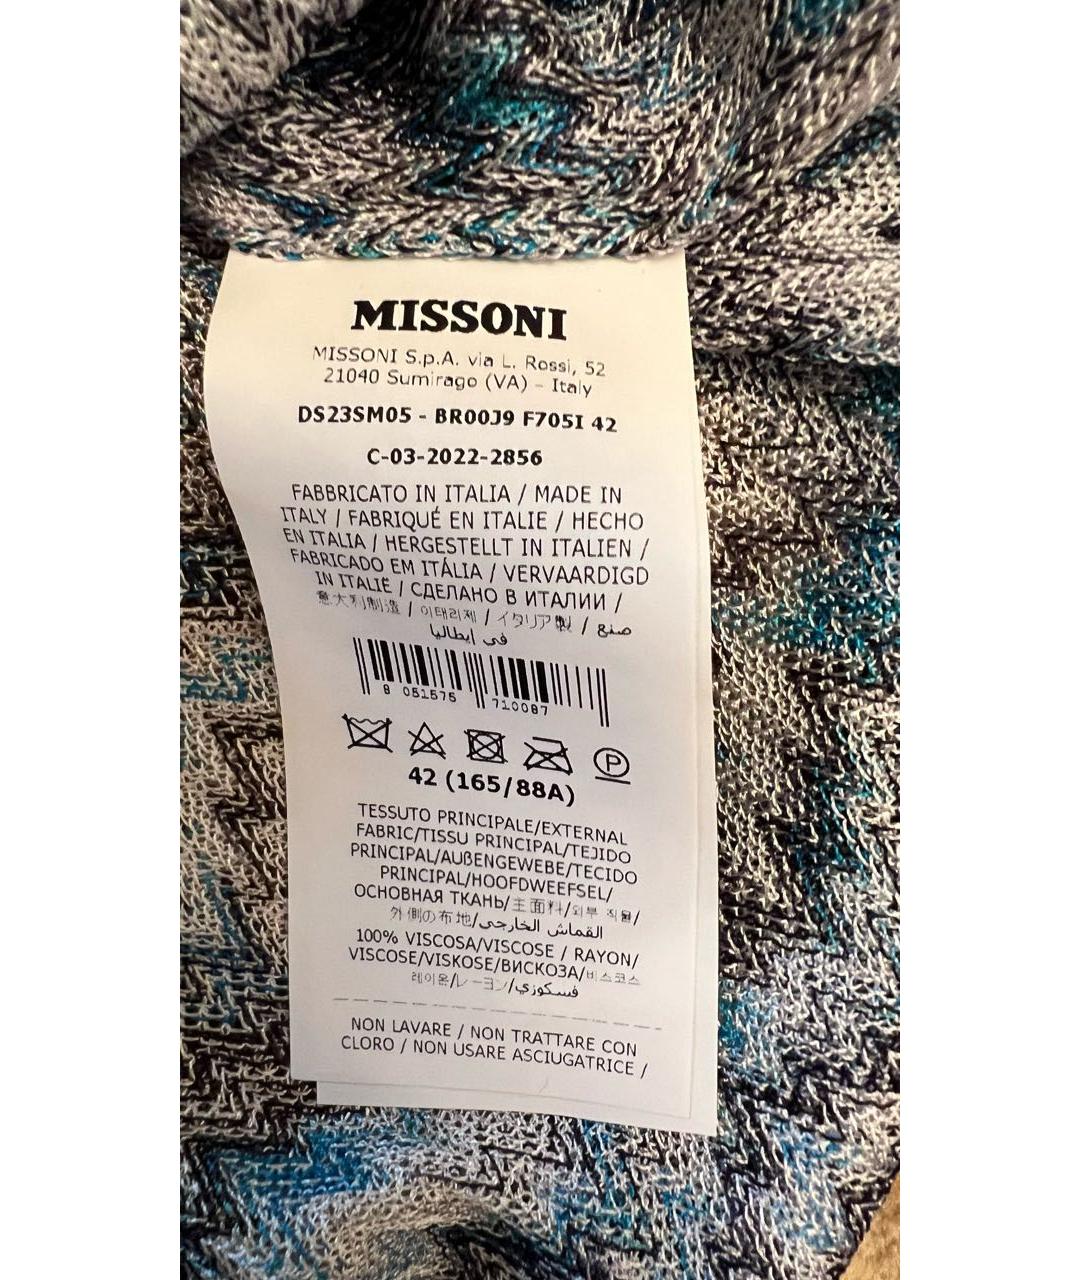 MISSONI
MISSONI S.p.A. via L. Rossi, 52
21040 Sumirago (VA) - Italy
DS23SM05 - BR00J9 F705I 42
C-03-2022-2856
FABBRICATO IN ITALIA / MADE IN
ITALY / FABRIQUÉ EN ITALIE / HECHO
EN ITALIA / HERGESTELLT IN ITALIEN /
FABRICADO EM ITÁLIA / VERVAARDIGD
IN ITALIË / СДЕЛАНО В ИТАЛИИ /
意大利制造 / 이태리제 / イタリア製 / صنع
في إيطاليا
8 051575 710087
P
42 (165/88A)
TESSUTO PRINCIPALE/EXTERNAL
FABRIC/TISSU PRINCIPAL/TEJIDO
PRINCIPAL/AUßENGEWEBE/TECIDO
PRINCIPAL/HOOFDWEEFSEL/
ОСНОВНАЯ ТКАНЬ/主面料/외부 직물/
外側の布地/القماش الخارجي
100% VISCOSA/VISCOSE / RAYON/
VISCOSE/VISKOSE/ВИСКОЗА/비스코스
레이온/レーヨン/فسكوزي
NON LAVARE / NON TRATTARE CON
CLORO / NON USARE ASCIUGATRICE /